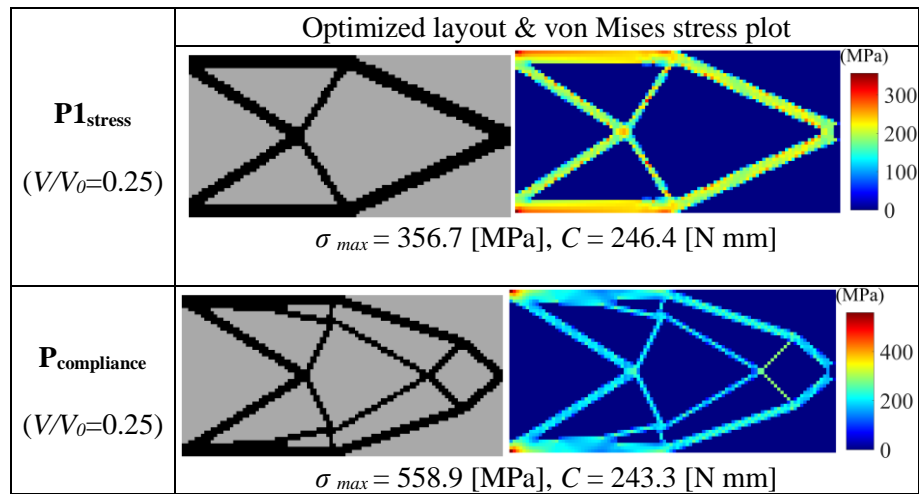 Optimized layout & von Mises stress plot
P1stress
(V/V0=0.25)
(MPa)
300
200
100
0
σ max = 356.7 [MPa], C = 246.4 [N mm]
Pcompliance
(V/V0=0.25)
(MPa)
400
200
0
σ max = 558.9 [MPa], C = 243.3 [N mm]